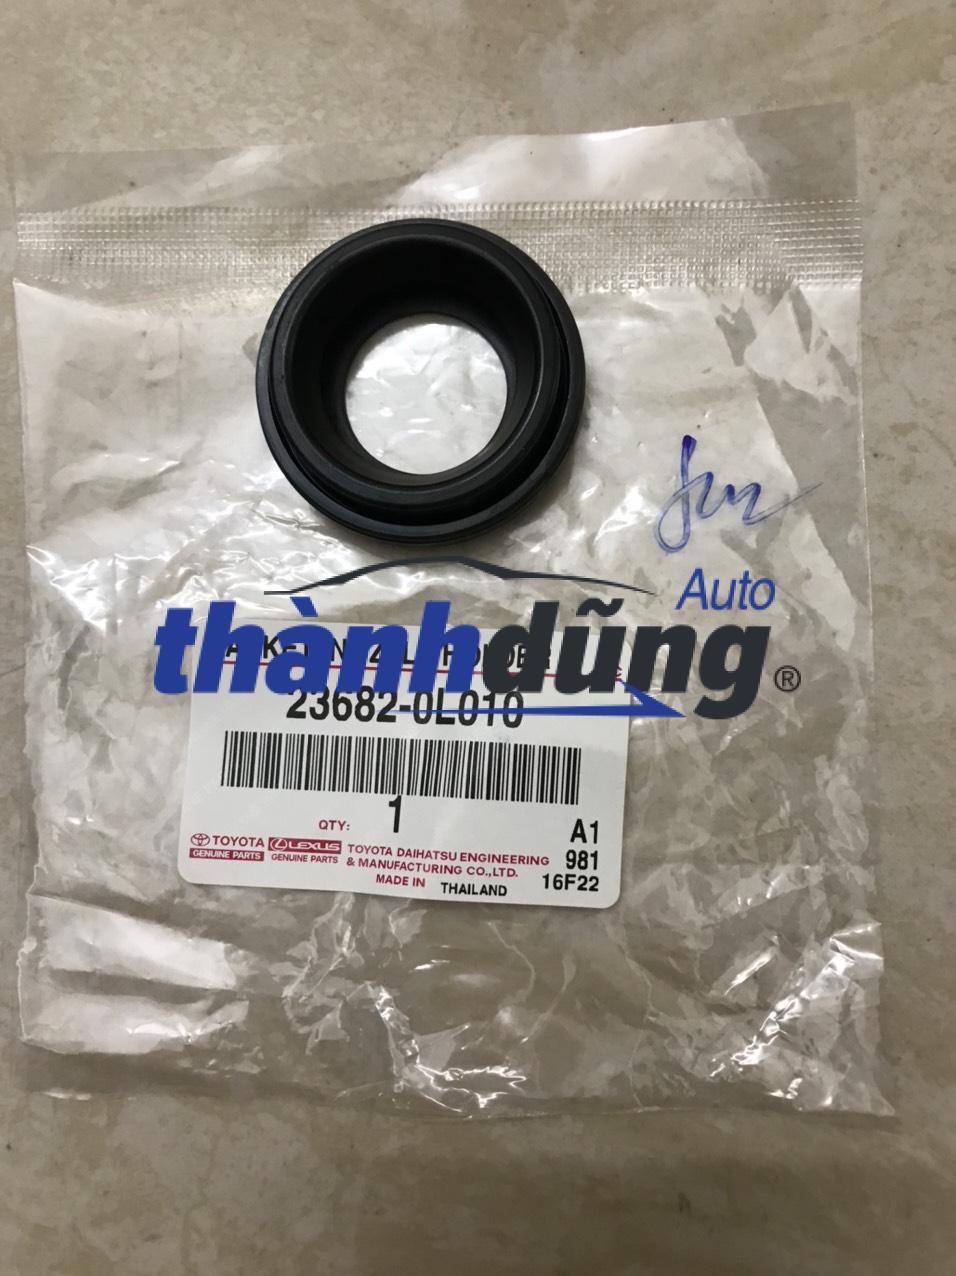 Auto
thànhdũng ®
23682-0L010
1
QTY:
A1
TOYOTA
GENUINE PARTS
LEXUS
GENUINE PARTS
TOYOTA DAIHATSU ENGINEERING
& MANUFACTURING CO.,LTD.
981
MADE IN THAILAND
16F22